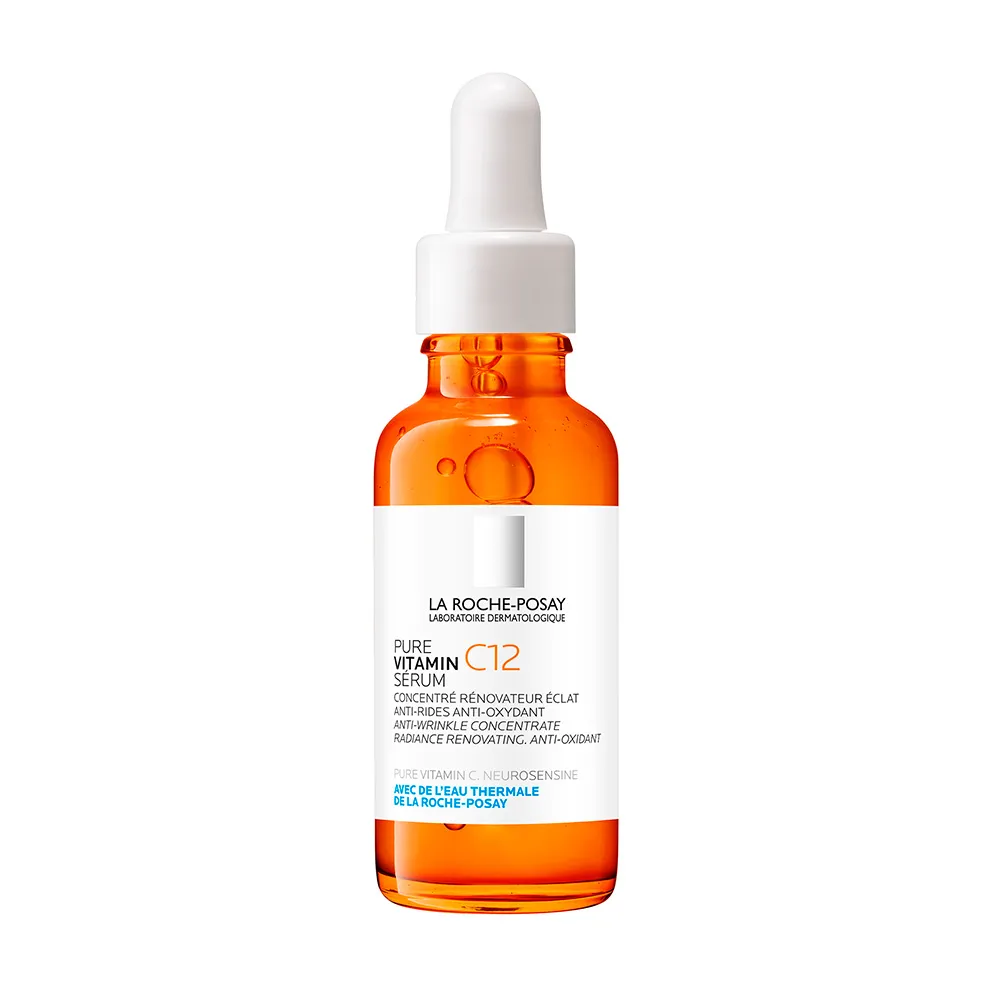 LA ROCHE-POSAY
LABORATOIRE DERMATOLOGIQUE
PURE
VITAMIN C12
SÉRUM
CONCENTRÉ RÉNOVATEUR ÉCLAT
ANTI-RIDES ANTI-OXYDANT
ANTI-WRINKLE CONCENTRATE
RADIANCE RENOVATING. ANTI-OXIDANT
PURE VITAMIN C. NEUROSENSINE
AVEC DE L'EAU THERMALE
DE LA ROCHE-POSAY